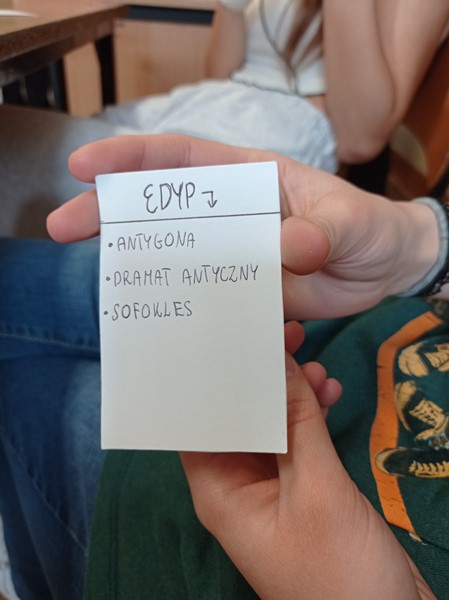 EDYP ↴
• ANTYGONA
• DRAMAT ANTYCZNY
• SOFOKLES